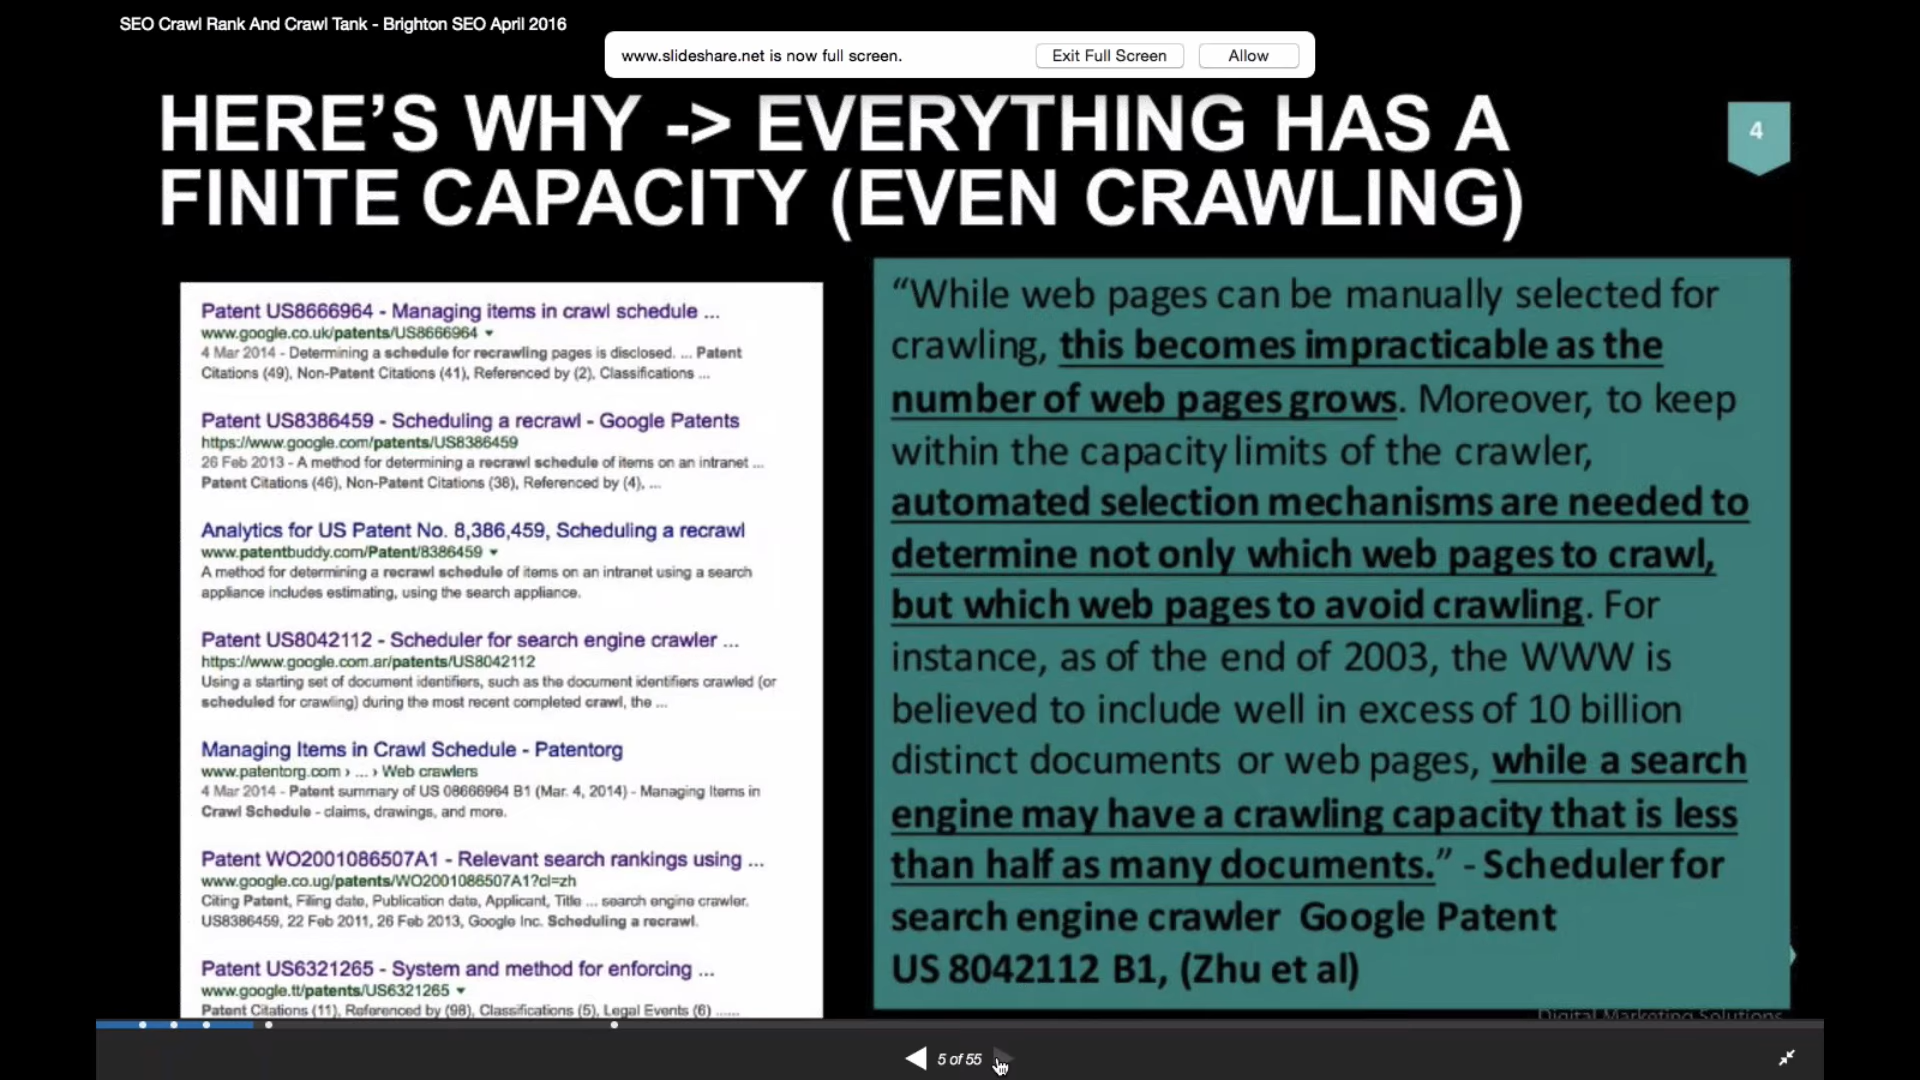 SEO Crawl Rank And Crawl Tank - Brighton SEO April 2016
www.slideshare.net is now full screen.
Exit Full Screen
Allow
HERE'S WHY -> EVERYTHING HAS A
FINITE CAPACITY (EVEN CRAWLING)
4
Patent US8666964 - Managing items in crawl schedule ...
www.google.co.uk/patents/US8666964
4 Mar 2014 - Determining a schedule for recrawling pages is disclosed. ... Patent
Citations (49), Non-Patent Citations (41), Referenced by (2), Classifications ...
Patent US8386459 - Scheduling a recrawl - Google Patents
https://www.google.com/patents/US8386459
26 Feb 2013 - A method for determining a recrawl schedule of items on an intranet ...
Patent Citations (46), Non-Patent Citations (38), Referenced by (4), ...
Analytics for US Patent No. 8,386,459, Scheduling a recrawl
www.patentbuddy.com/Patent/8386459
A method for determining a recrawl schedule of items on an intranet using a search
appliance includes estimating, using the search appliance.
Patent US8042112 - Scheduler for search engine crawler ...
https://www.google.com.ar/patents/US8042112
Using a starting set of document identifiers, such as the document identifiers crawled (or
scheduled for crawling) during the most recent completed crawl, the ...
Managing Items in Crawl Schedule - Patentorg
www.patentorg.com › ... › Web crawlers
4 Mar 2014 - Patent summary of US 08666964 B1 (Mar. 4, 2014) - Managing Items in
Crawl Schedule - claims, drawings, and more.
Patent WO2001086507A1 - Relevant search rankings using ...
www.google.co.ug/patents/WO2001086507A1?cl=zh
Citing Patent, Filing date, Publication date, Applicant, Title ... search engine crawler.
US8386459, 22 Feb 2011, 26 Feb 2013, Google Inc. Scheduling a recrawl.
Patent US6321265 - System and method for enforcing ...
www.google.tt/patents/US6321265
Patent Citations (11), Referenced by (98), Classifications (5), Legal Events (6) ......
“While web pages can be manually selected for
crawling, this becomes impracticable as the
number of web pages grows. Moreover, to keep
within the capacity limits of the crawler,
automated selection mechanisms are needed to
determine not only which web pages to crawl,
but which web pages to avoid crawling. For
instance, as of the end of 2003, the WWW is
believed to include well in excess of 10 billion
distinct documents or web pages, while a search
engine may have a crawling capacity that is less
than half as many documents.” - Scheduler for
search engine crawler Google Patent
US 8042112 B1, (Zhu et al)
Digital Marketing Solutions
5 of 55